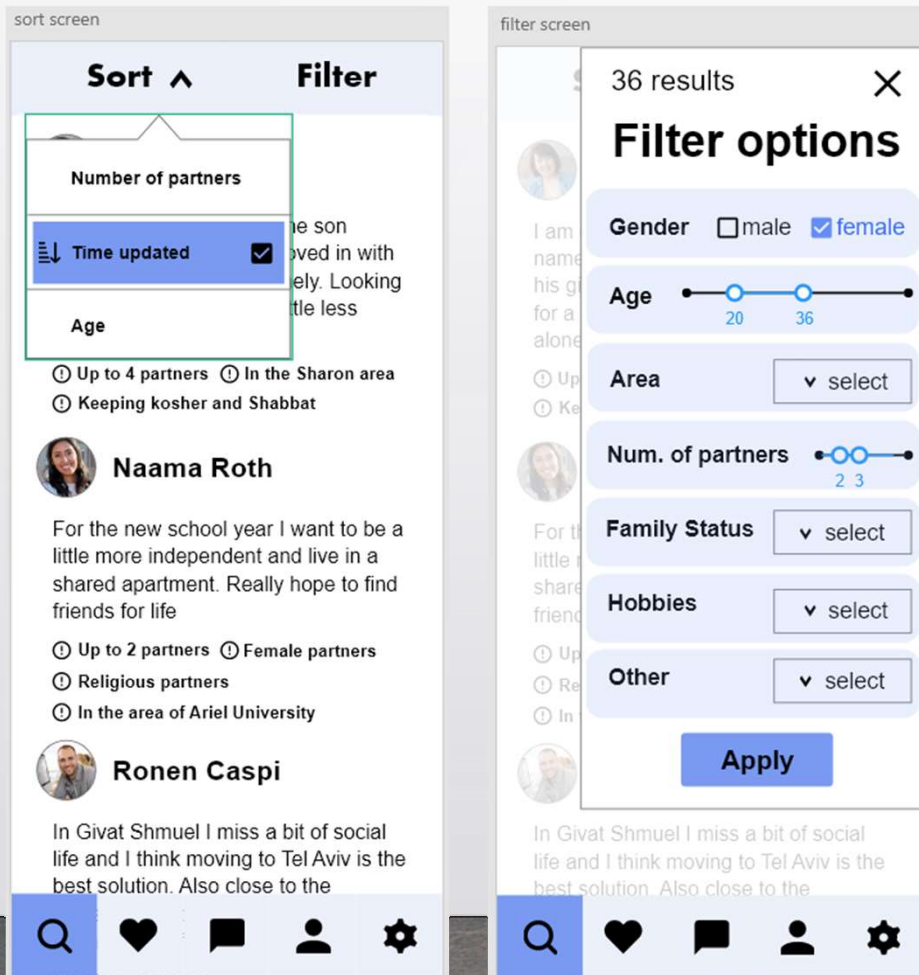 sort screen
Sort Filter
Number of partners
Time updated
Age
e son
oved in with
ely. Looking
tle less
Up to 4 partners In the Sharon area
Keeping kosher and Shabbat
Naama Roth
For the new school year I want to be a
little more independent and live in a
shared apartment. Really hope to find
friends for life
Up to 2 partners Female partners
Religious partners
In the area of Ariel University
Ronen Caspi
In Givat Shmuel I miss a bit of social
life and I think moving to Tel Aviv is the
best solution. Also close to the
filter screen
36 results
Filter options
Gender male female
Age
20 36
Area select
Num. of partners
2 3
Family Status select
Hobbies select
Other select
Apply
I am
name
his gi
for a
alone
Up
Ke
For th
little
share
friend
Up
Re
In
In Givat Shmuel I miss a bit of social
life and I think moving to Tel Aviv is the
best solution. Also close to the